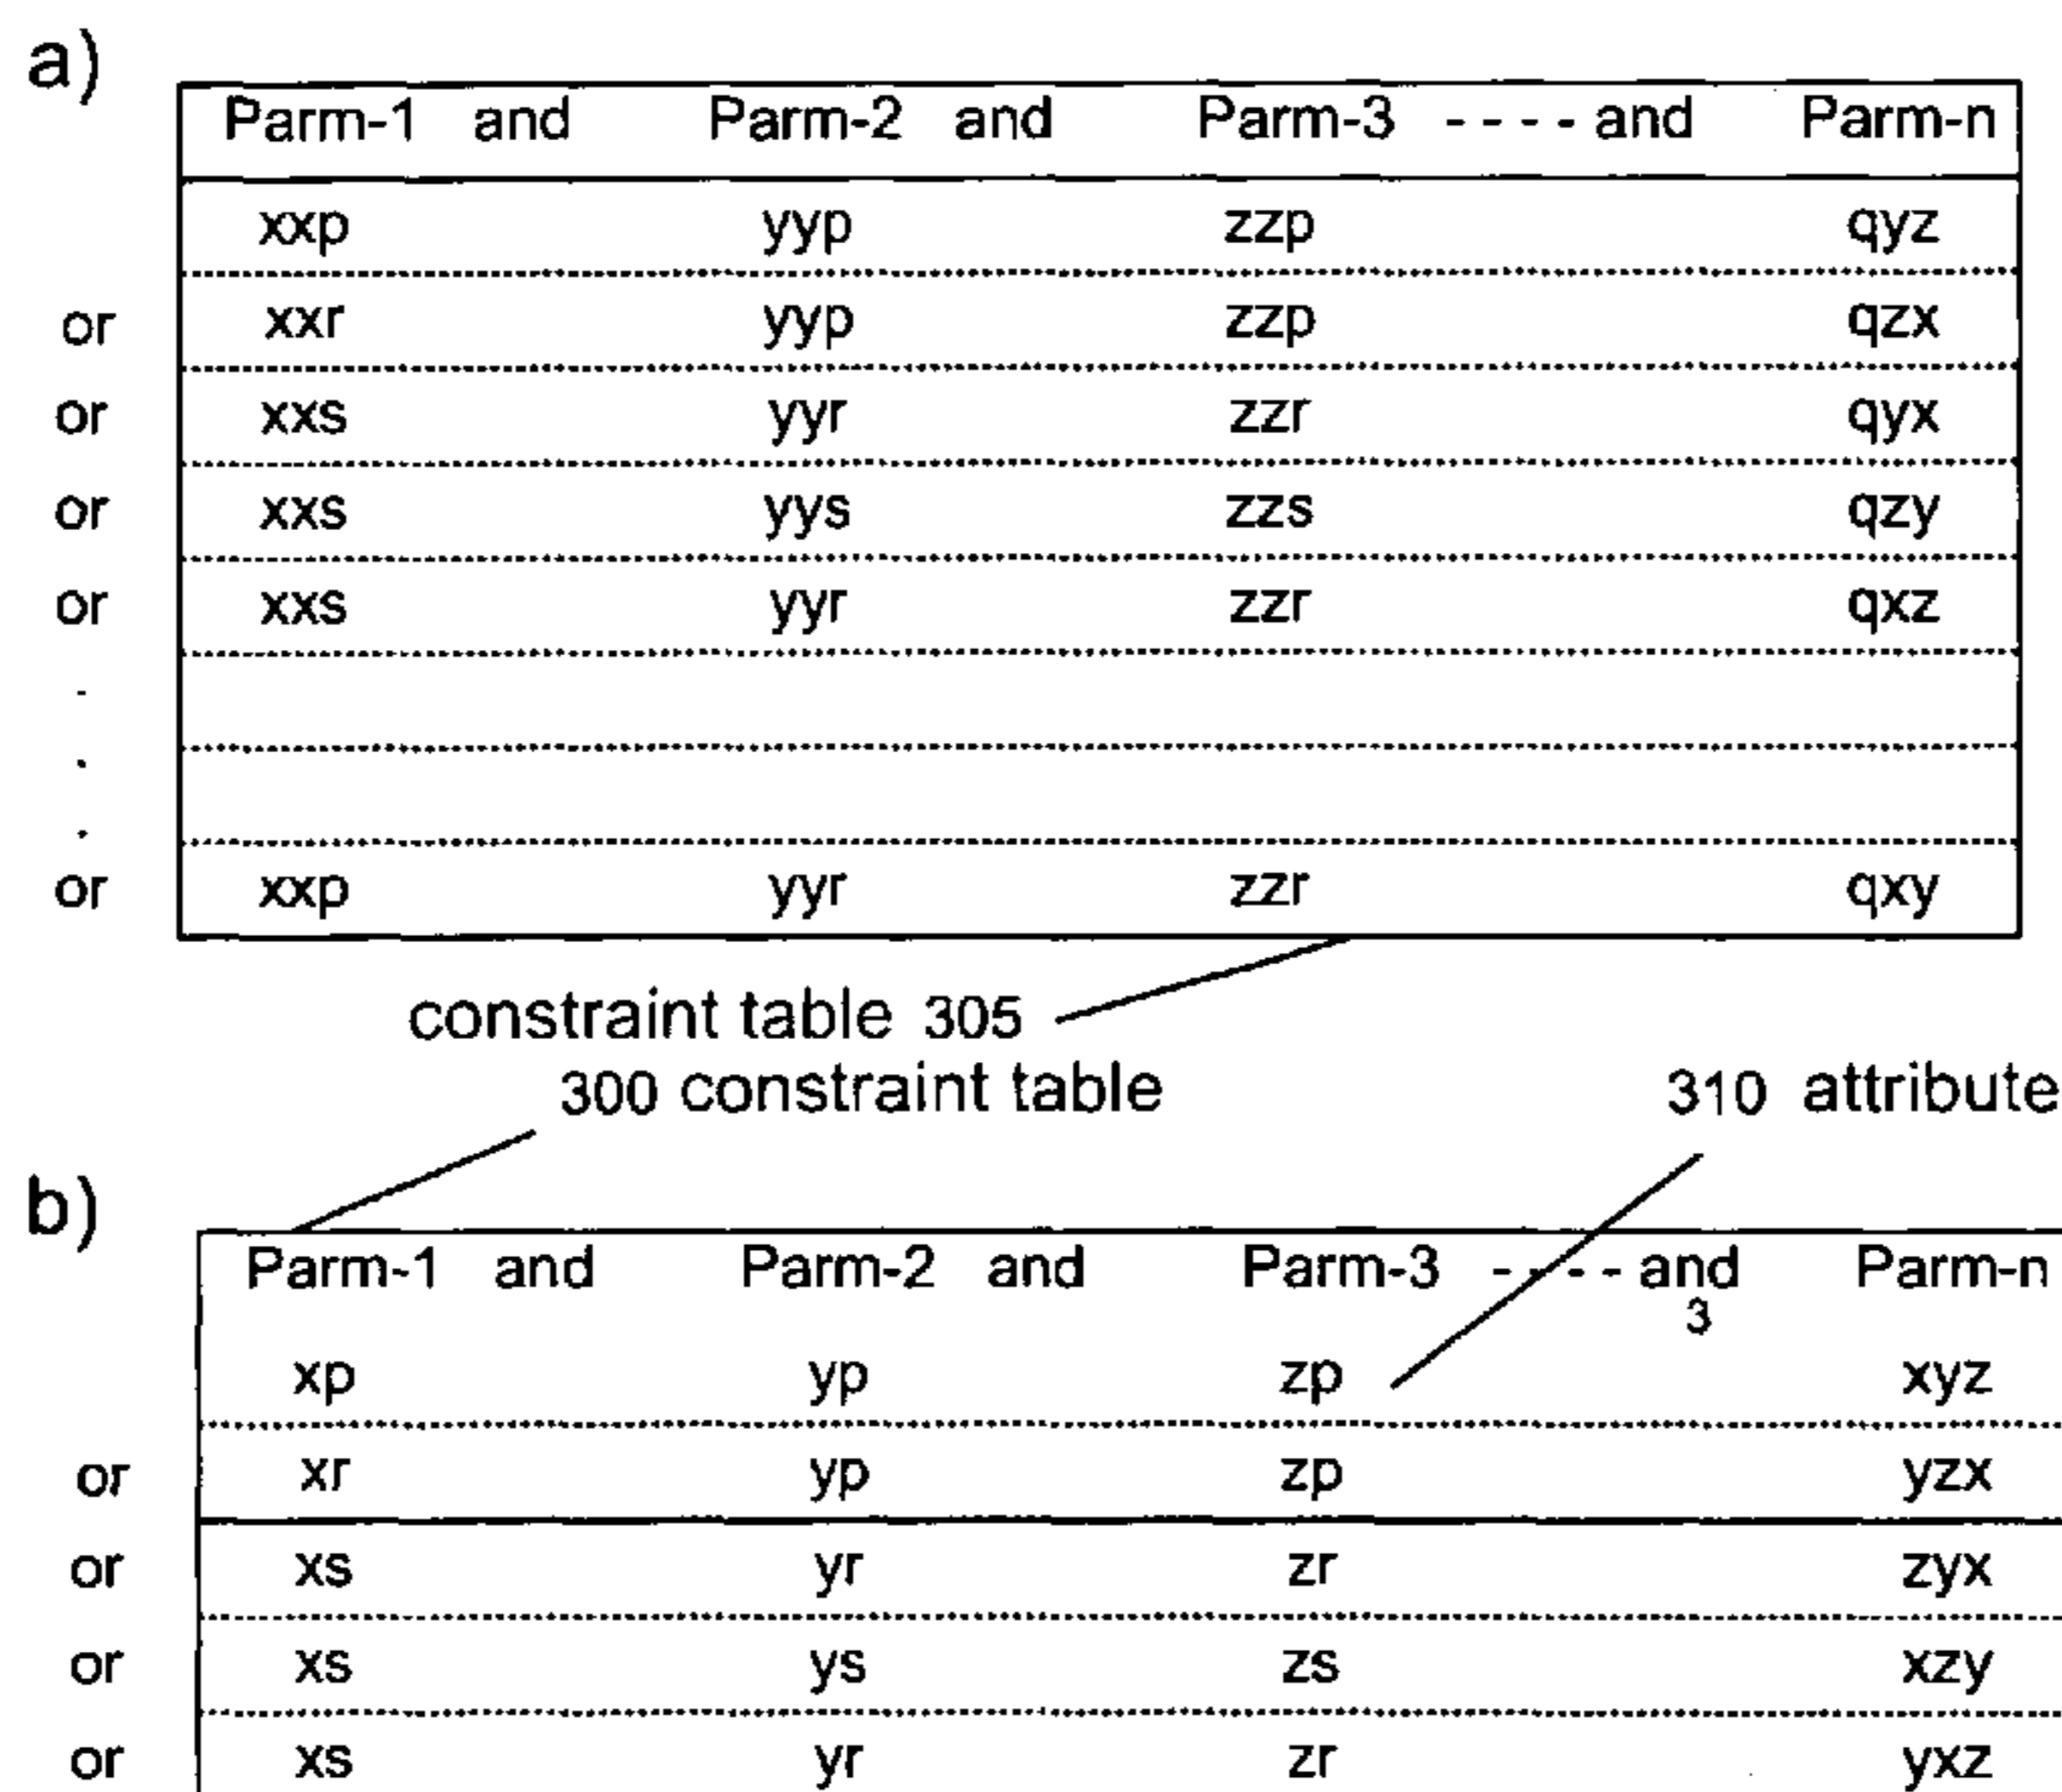 a)
Parm-1 and Parm-2 and Parm-3 - - - - and Parm-n
xxp yyp zzp qyz
or xxr yyp zzp qzx
or xxs yyr zzr qyx
or xxs yys zzs qzy
or xxs yyr zzr qxz
.
.
.
or xxp yyr zzr qxy
constraint table 305
300 constraint table
310 attribute
b)
Parm-1 and Parm-2 and Parm-3 - - - - and Parm-n
3
xp yp zp xyz
or xr yp zp yzx
or xs yr zr zyx
or xs ys zs xzy
or xs yr zr yxz